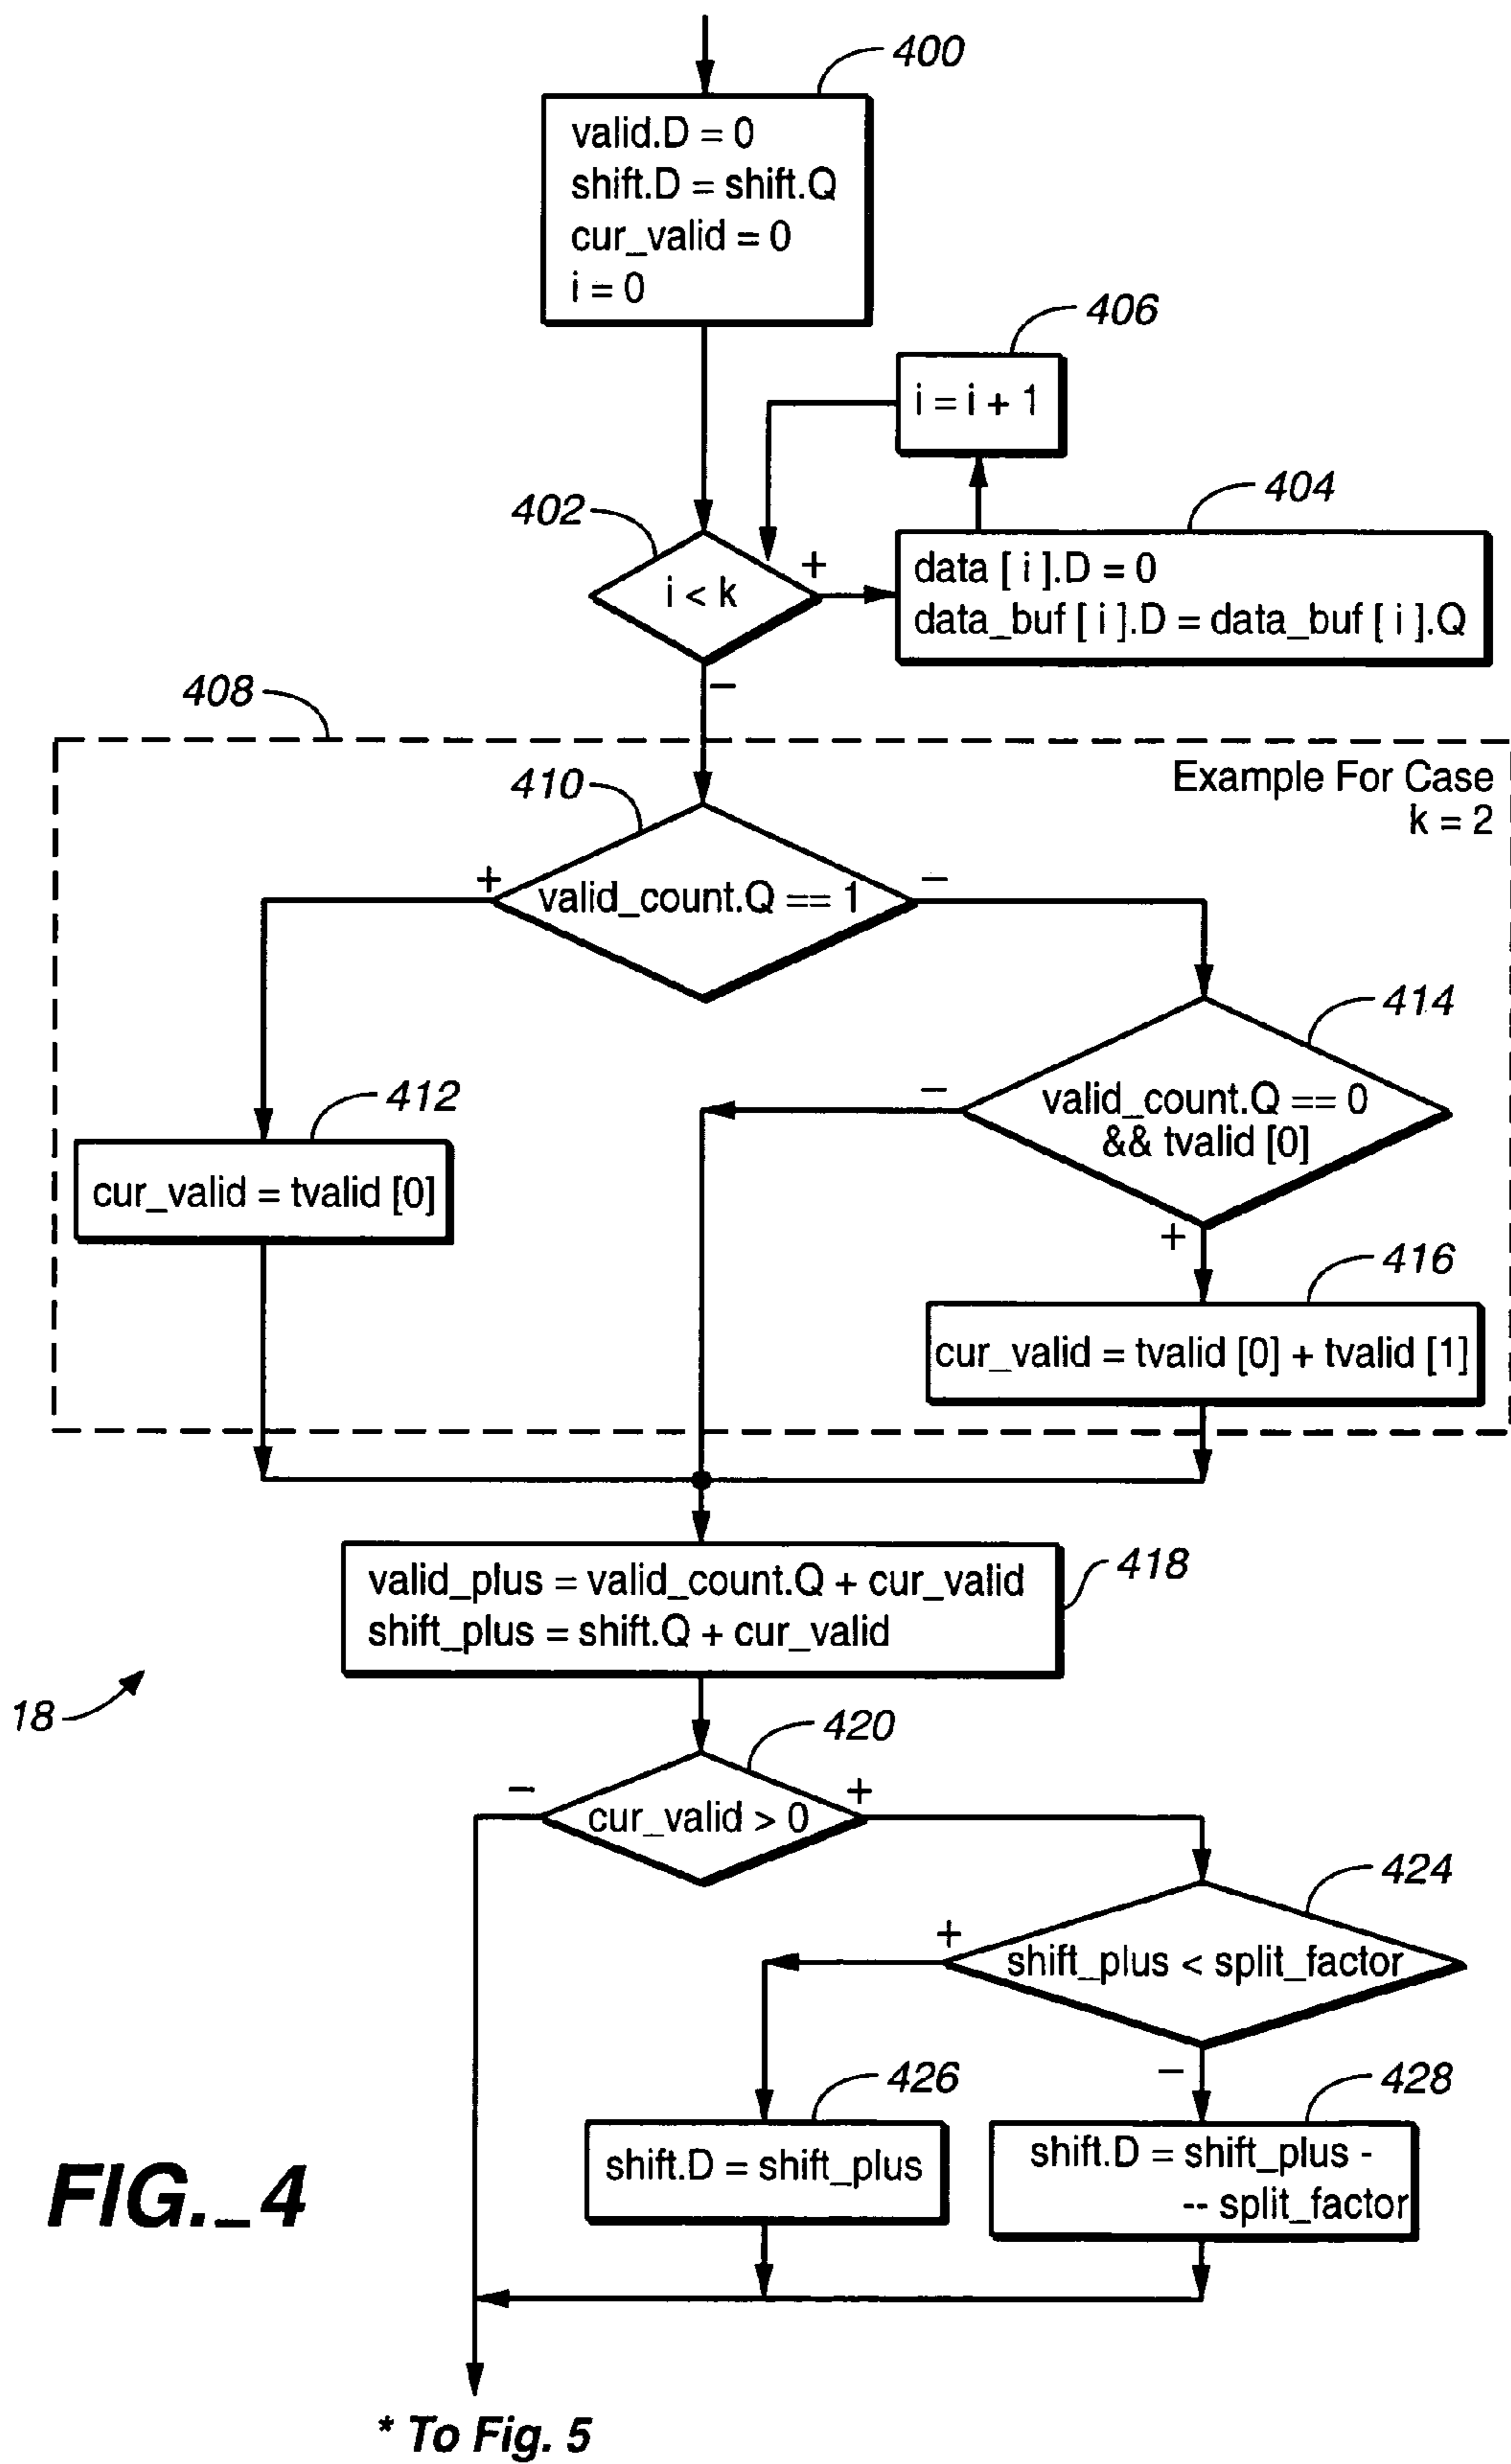 400
valid.D = 0
shift.D = shift.Q
cur_valid = 0
i = 0
406
i = i + 1
402
404
i < k
+
data [ i ].D = 0
data_buf [ i ].D = data_buf [ i ].Q
–
408
Example For Case
k = 2
410
+
valid_count.Q == 1
–
414
valid_count.Q == 0
&& tvalid [0]
–
+
412
cur_valid = tvalid [0]
416
cur_valid = tvalid [0] + tvalid [1]
418
valid_plus = valid_count.Q + cur_valid
shift_plus = shift.Q + cur_valid
18
420
–
cur_valid > 0
+
424
+
shift_plus < split_factor
–
426
shift.D = shift_plus
428
shift.D = shift_plus -
-- split_factor
FIG._4
* To Fig. 5